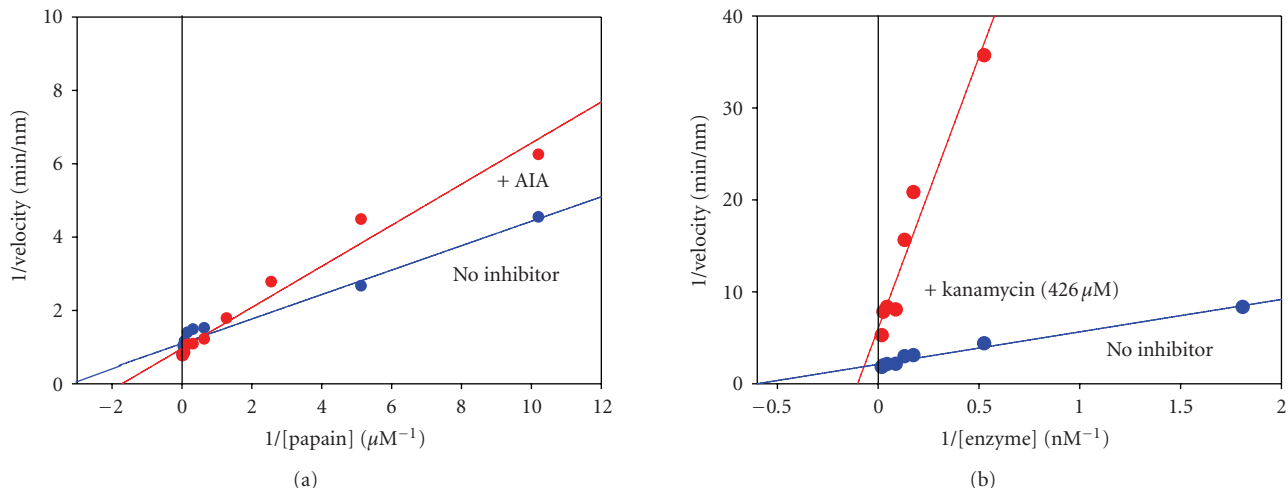 10
8
6
4
2
0
1/velocity (min/nm)
+ AIA
No inhibitor
−2 0 2 4 6 8 10 12
1/[papain] (μM−1)
(a)
40
30
20
10
0
1/velocity (min/nm)
+ kanamycin (426 μM)
No inhibitor
−0.5 0 0.5 1 1.5 2
1/[enzyme] (nM−1)
(b)